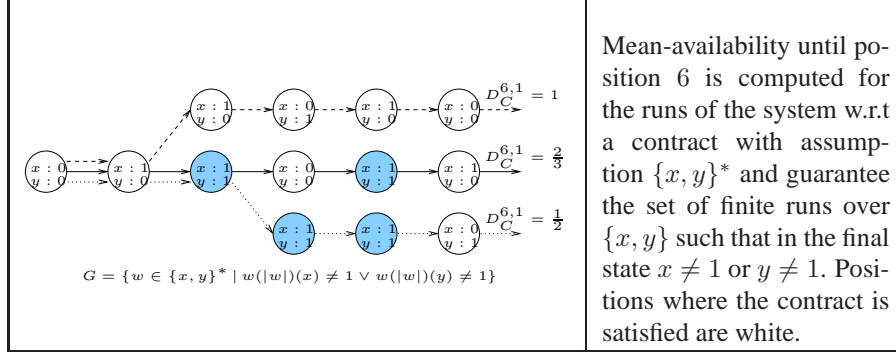 x : 1 x : 0 x : 1 x : 0 D_C^{6,1} = 1
y : 0 y : 1 y : 0 y : 0
x : 0 x : 1 x : 1 x : 0 x : 1 x : 1 D_C^{6,1} = 2/3
y : 1 y : 0 y : 1 y : 0 y : 1 y : 0
x : 1 x : 1 x : 0 D_C^{6,1} = 1/2
y : 1 y : 1 y : 1
G = {w ∈ {x, y}* | w(|w|)(x) ≠ 1 ∨ w(|w|)(y) ≠ 1}
Mean-availability until po-
sition 6 is computed for
the runs of the system w.r.t
a contract with assump-
tion {x, y}* and guarantee
the set of finite runs over
{x, y} such that in the final
state x ≠ 1 or y ≠ 1. Posi-
tions where the contract is
satisfied are white.